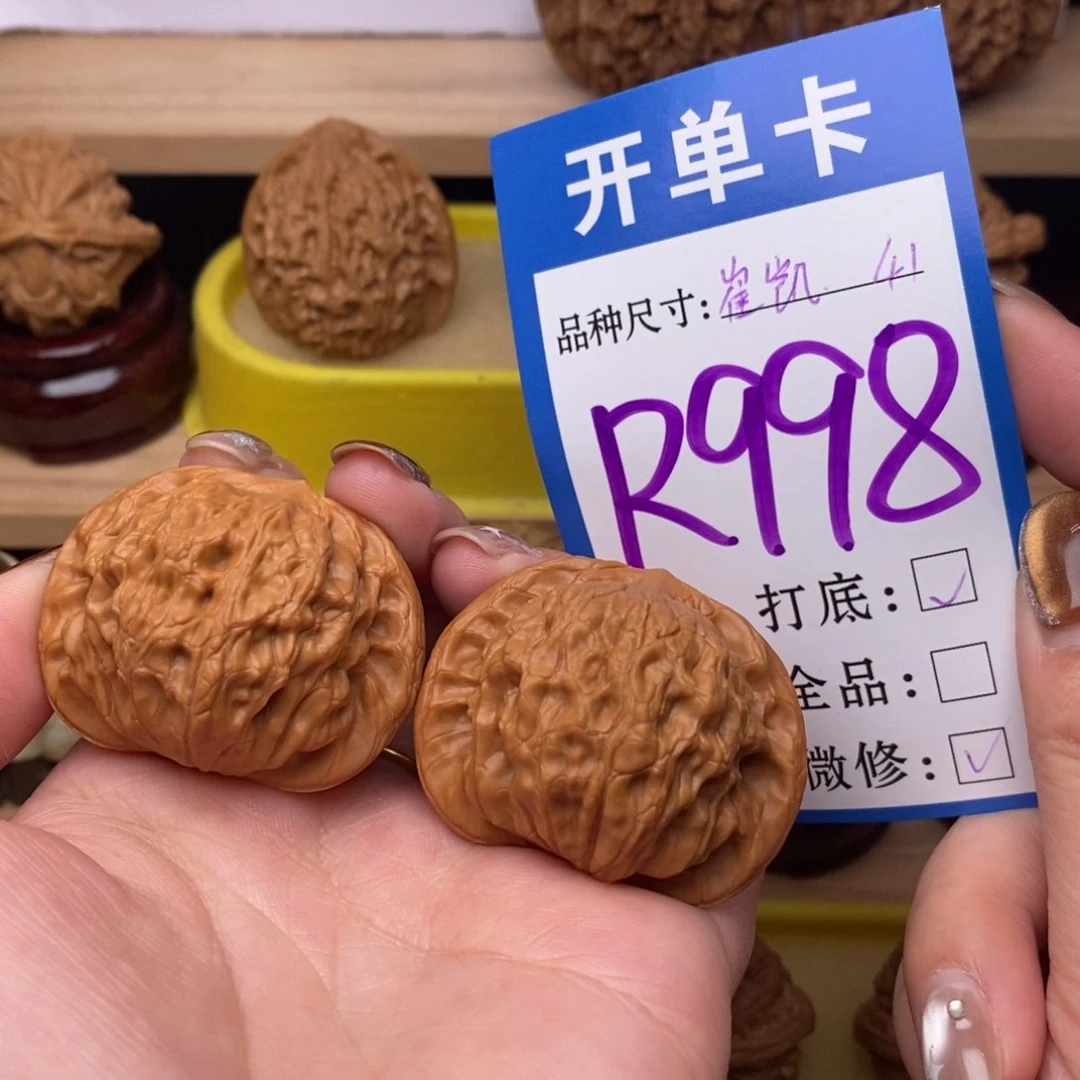 开单卡
品种尺寸: 崔凯. 41
R998
打底: ✓
全品:
微修: ✓